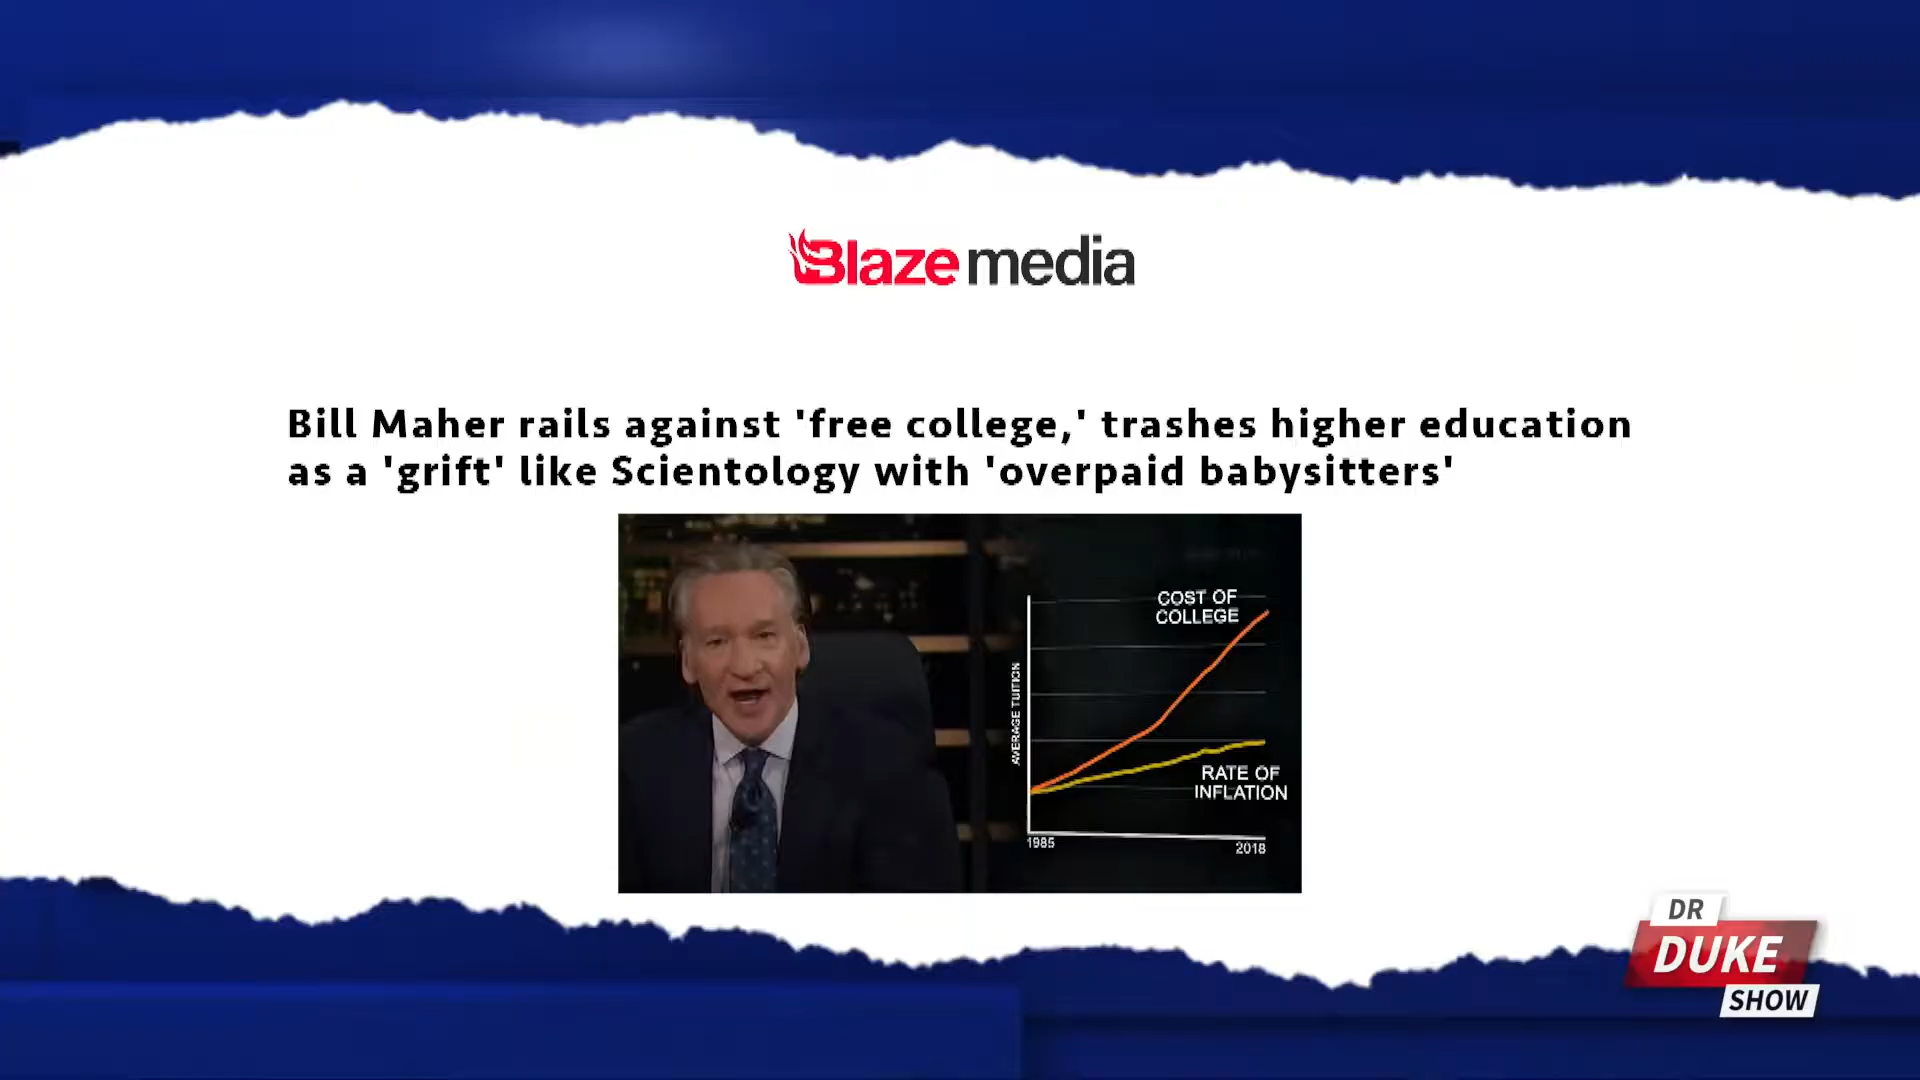 Blaze media
Bill Maher rails against 'free college,' trashes higher education
as a 'grift' like Scientology with 'overpaid babysitters'
COST OF
COLLEGE
AVERAGE TUITION
RATE OF
INFLATION
1985
2018
DR
DUKE
SHOW